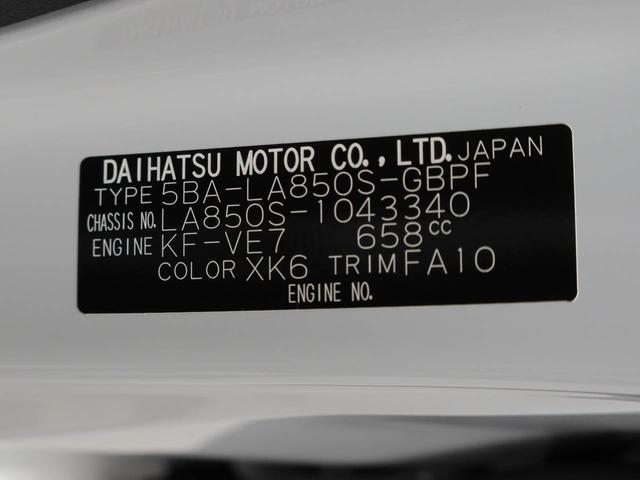 DAIHATSU MOTOR CO., LTD. JAPAN
TYPE 5BA-LA850S-GBPF
CHASSIS NO. LA850S-1043340
ENGINE KF-VE7 658cc
COLOR XK6 TRIM FA10
ENGINE NO.